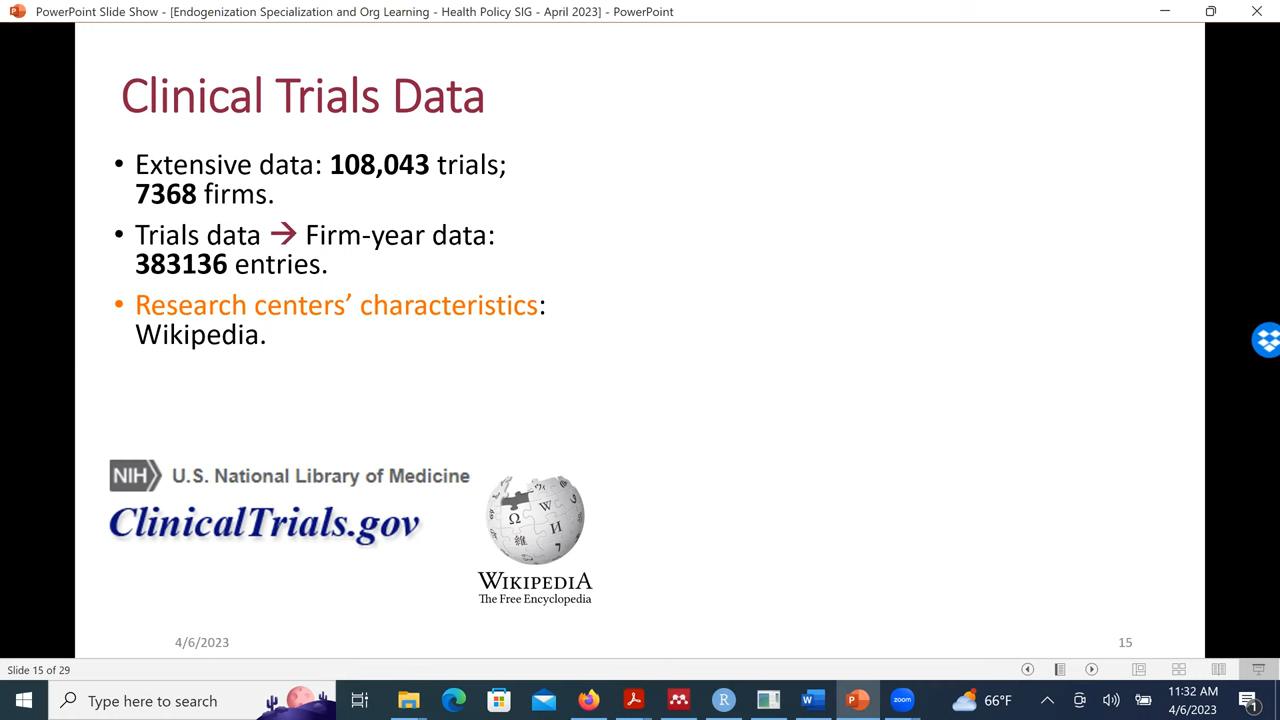 PowerPoint Slide Show - [Endogenization Specialization and Org Learning - Health Policy SIG - April 2023] - PowerPoint
Clinical Trials Data
• Extensive data: 108,043 trials;
7368 firms.
• Trials data → Firm-year data:
383136 entries.
• Research centers’ characteristics:
Wikipedia.
NIH U.S. National Library of Medicine
ClinicalTrials.gov
WIKIPEDIA
The Free Encyclopedia
4/6/2023
15
Slide 15 of 29
Type here to search
66°F
11:32 AM
4/6/2023